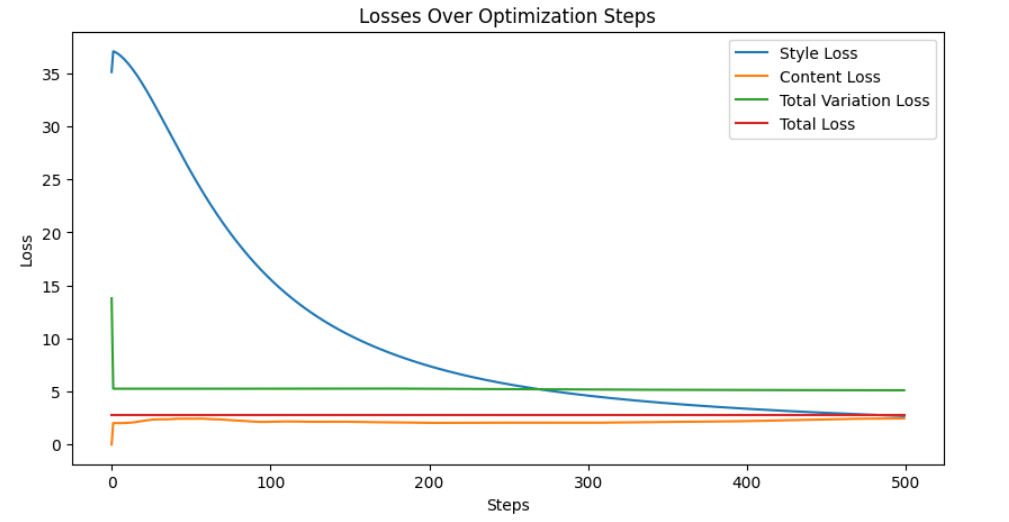 Losses Over Optimization Steps
Style Loss
Content Loss
Total Variation Loss
Total Loss
Loss
35
30
25
20
15
10
5
0
0 100 200 300 400 500
Steps